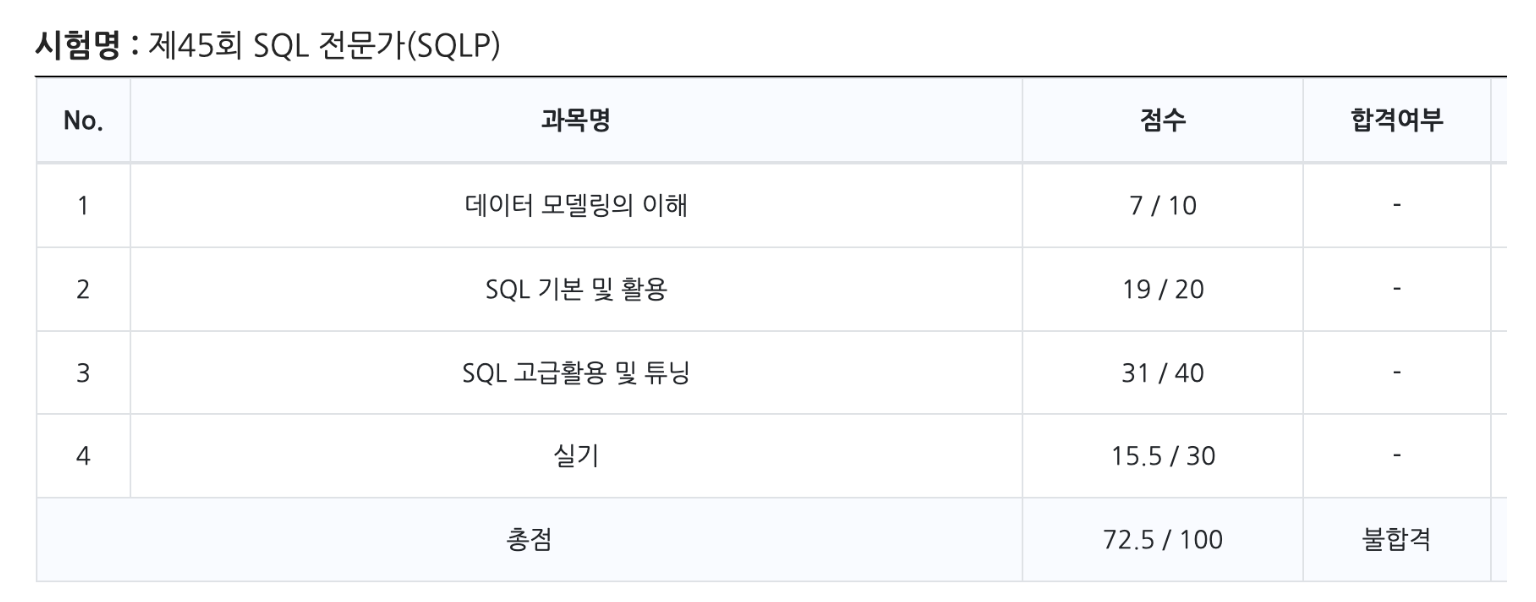 시험명 : 제45회 SQL 전문가(SQLP)
No. 과목명 점수 합격여부
1 데이터 모델링의 이해 7 / 10 -
2 SQL 기본 및 활용 19 / 20 -
3 SQL 고급활용 및 튜닝 31 / 40 -
4 실기 15.5 / 30 -
총점 72.5 / 100 불합격